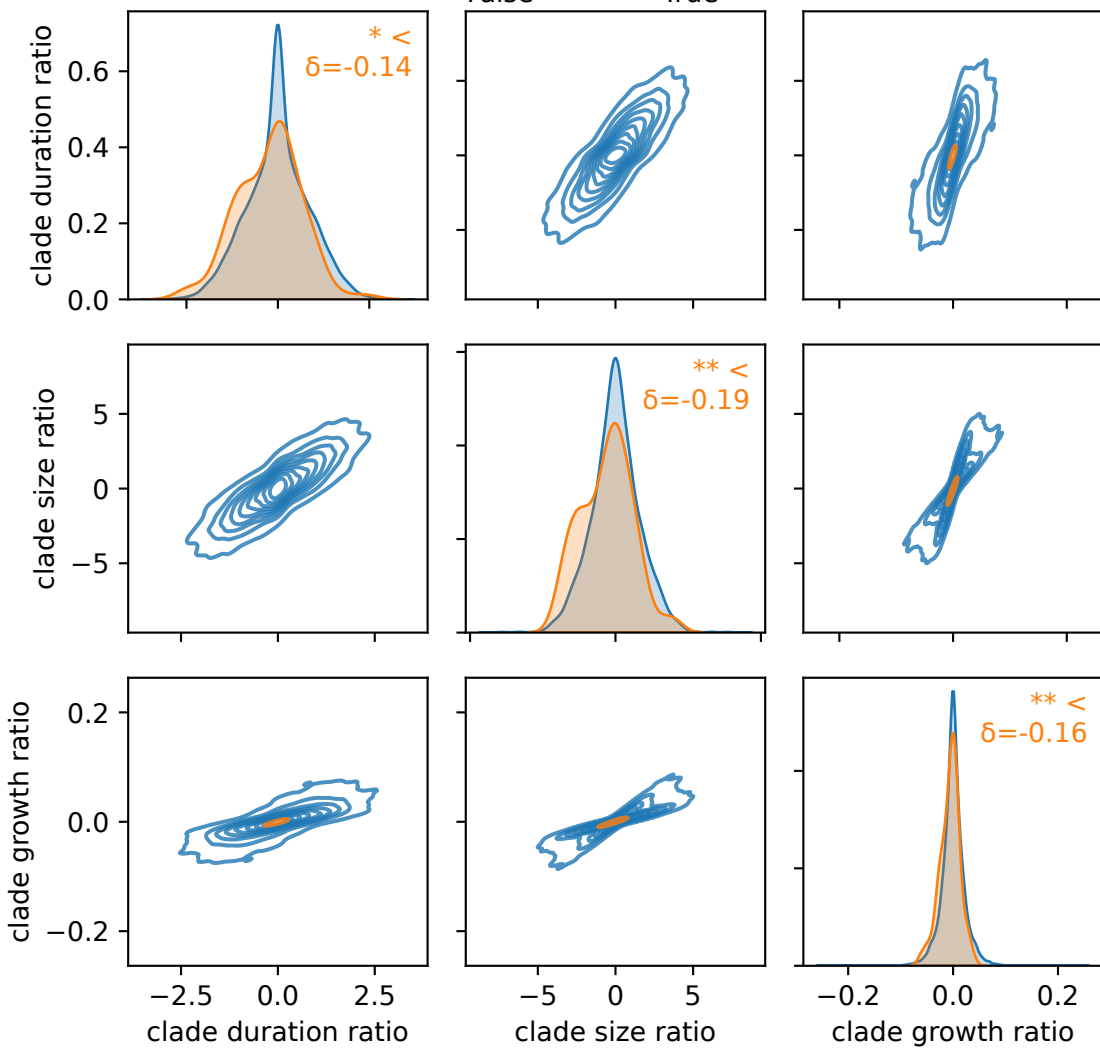 clade duration ratio
0.6
0.4
0.2
0.0
* <
δ=-0.14
clade size ratio
5
0
−5
** <
δ=-0.19
clade growth ratio
0.2
0.0
−0.2
** <
δ=-0.16
−2.5 0.0 2.5
−5 0 5
−0.2 0.0 0.2
clade duration ratio
clade size ratio
clade growth ratio